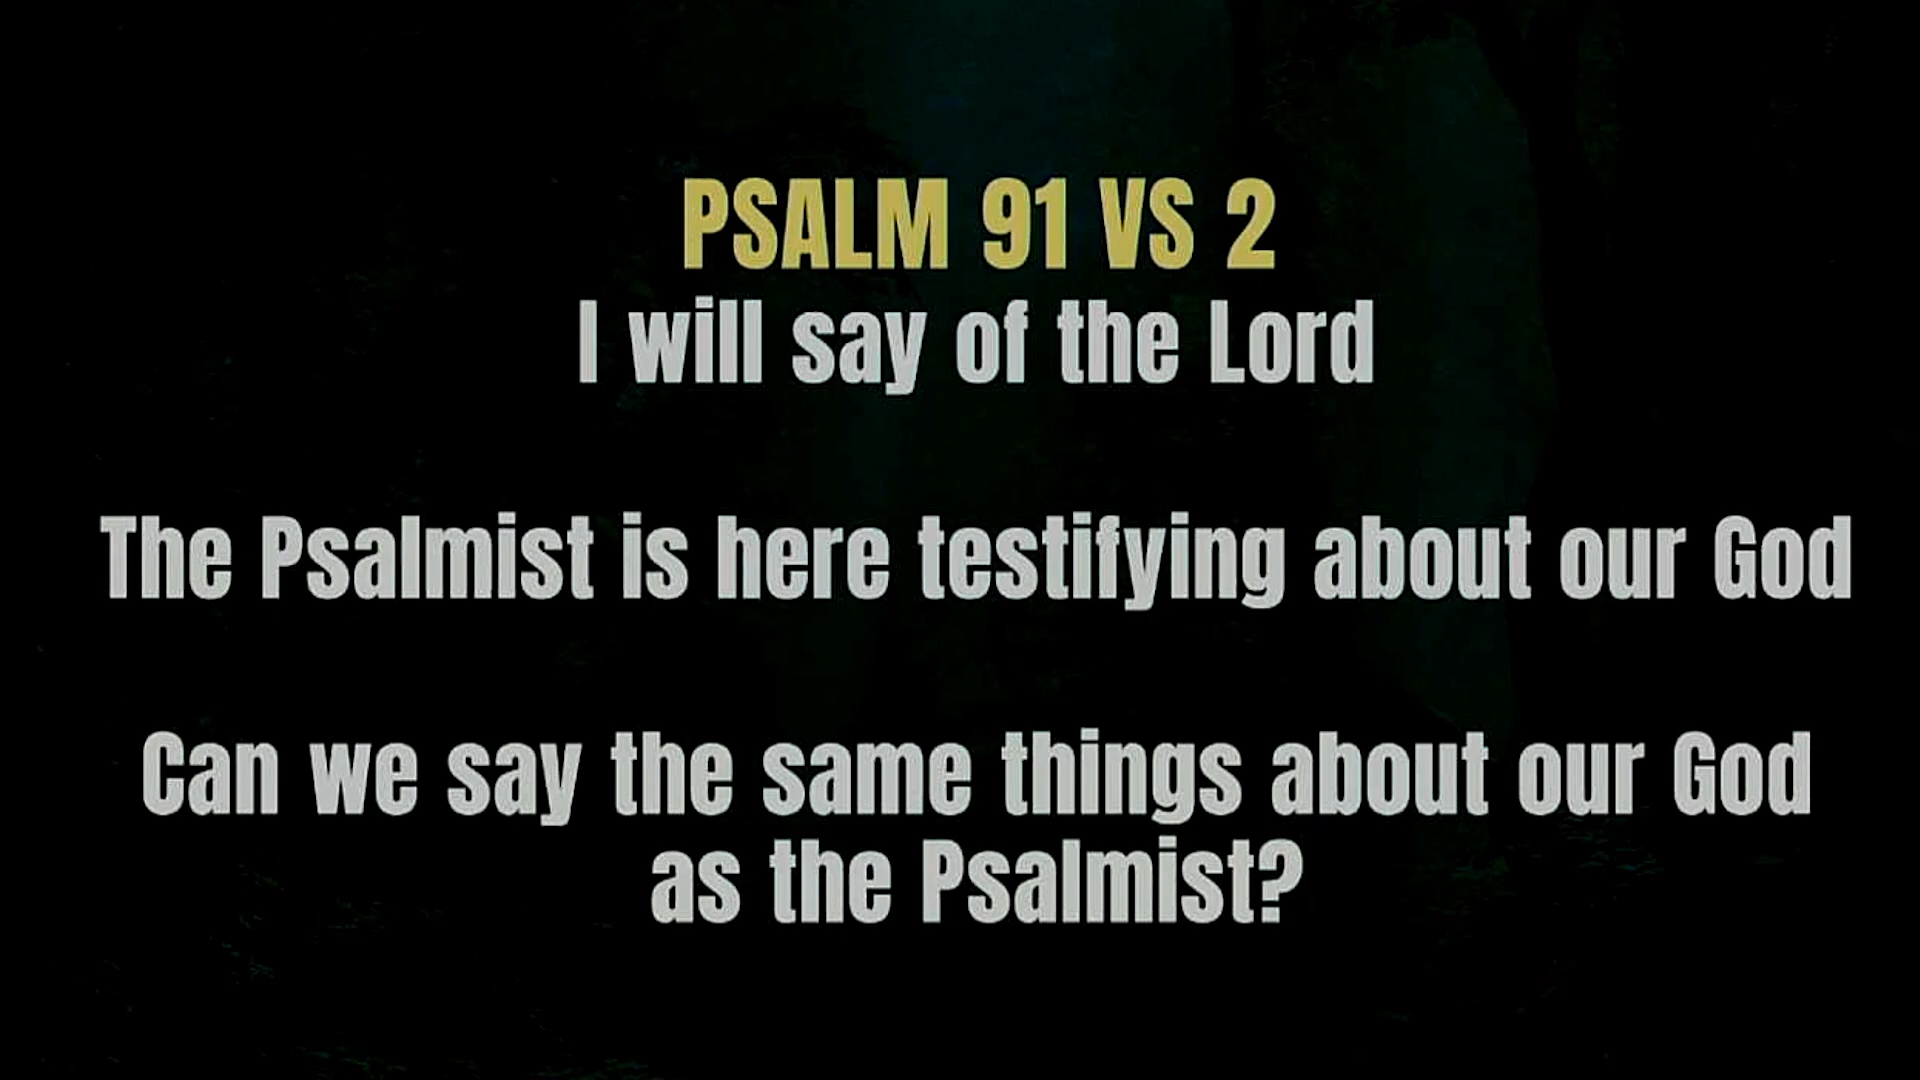 PSALM 91 VS 2
I will say of the Lord
The Psalmist is here testifying about our God
Can we say the same things about our God
as the Psalmist?